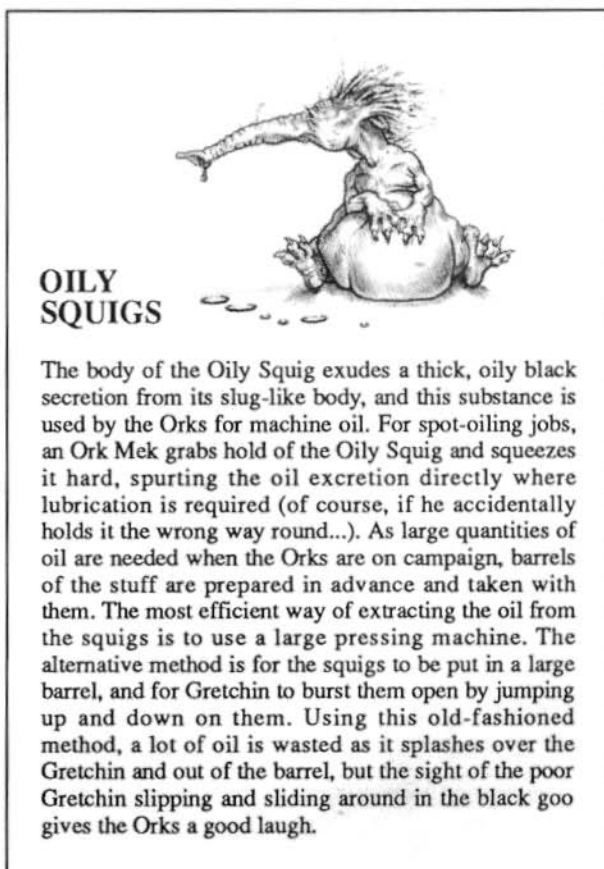 OILY
SQUIGS
The body of the Oily Squig exudes a thick, oily black
secretion from its slug-like body, and this substance is
used by the Orks for machine oil. For spot-oiling jobs,
an Ork Mek grabs hold of the Oily Squig and squeezes
it hard, spurting the oil excretion directly where
lubrication is required (of course, if he accidentally
holds it the wrong way round...). As large quantities of
oil are needed when the Orks are on campaign, barrels
of the stuff are prepared in advance and taken with
them. The most efficient way of extracting the oil from
the squigs is to use a large pressing machine. The
alternative method is for the squigs to be put in a large
barrel, and for Gretchin to burst them open by jumping
up and down on them. Using this old-fashioned
method, a lot of oil is wasted as it splashes over the
Gretchin and out of the barrel, but the sight of the poor
Gretchin slipping and sliding around in the black goo
gives the Orks a good laugh.